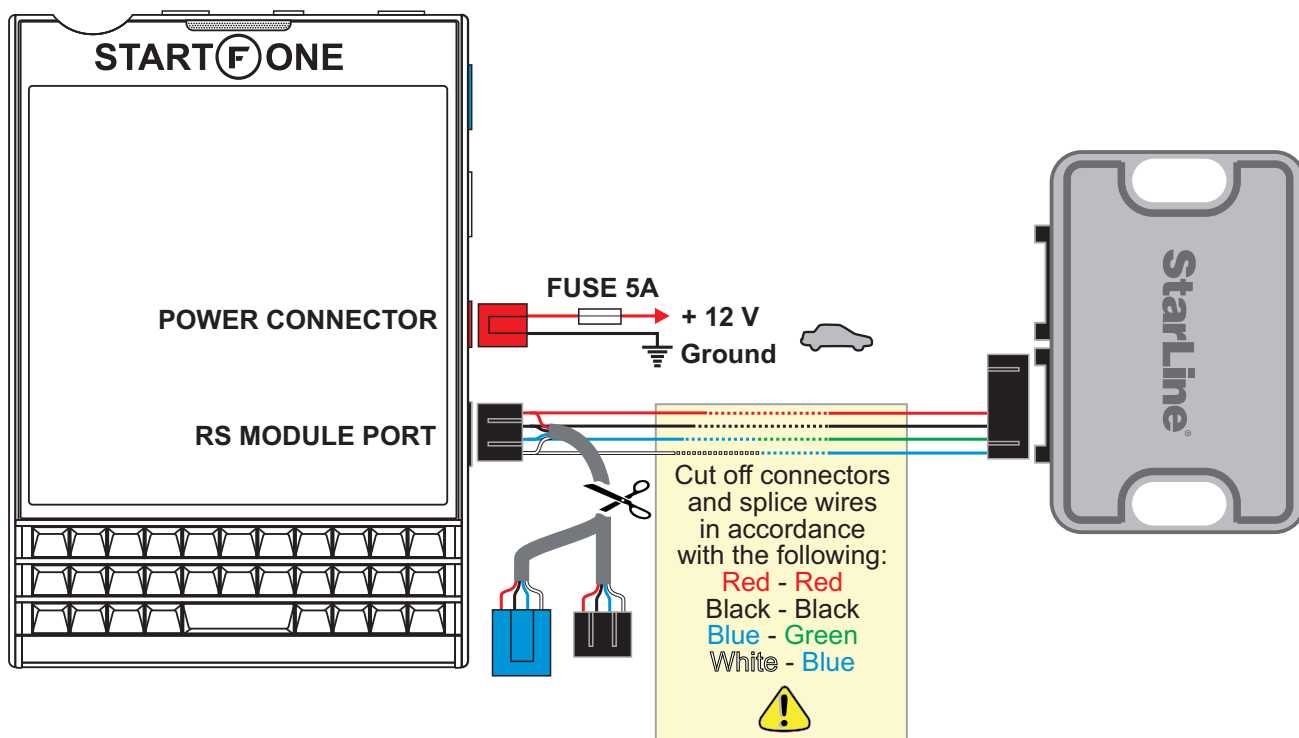 START F ONE
FUSE 5A
POWER CONNECTOR
+ 12 V
Ground
RS MODULE PORT
Cut off connectors
and splice wires
in accordance
with the following:
Red - Red
Black - Black
Blue - Green
White - Blue
!
StarLine®